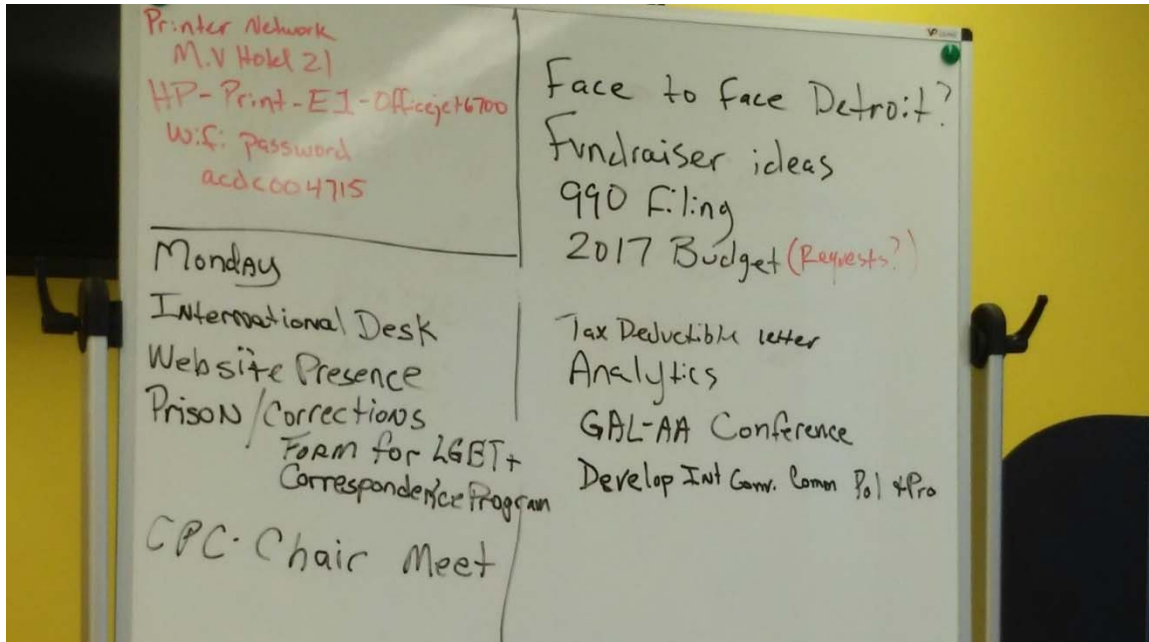 Printer Network
M.V Hotel 21
HP-Print-E1-Officejet6700
Wifi password
acdc004715
Monday
International Desk
Website Presence
Prison/Corrections
Form for LGBT+
Correspondence Program
CPC. Chair Meet
Face to Face Detroit?
Fundraiser ideas
990 Filing
2017 Budget (Requests?)
Tax Deductible letter
Analytics
GAL-AA Conference
Develop Int Conv. Comm Pol & Pro